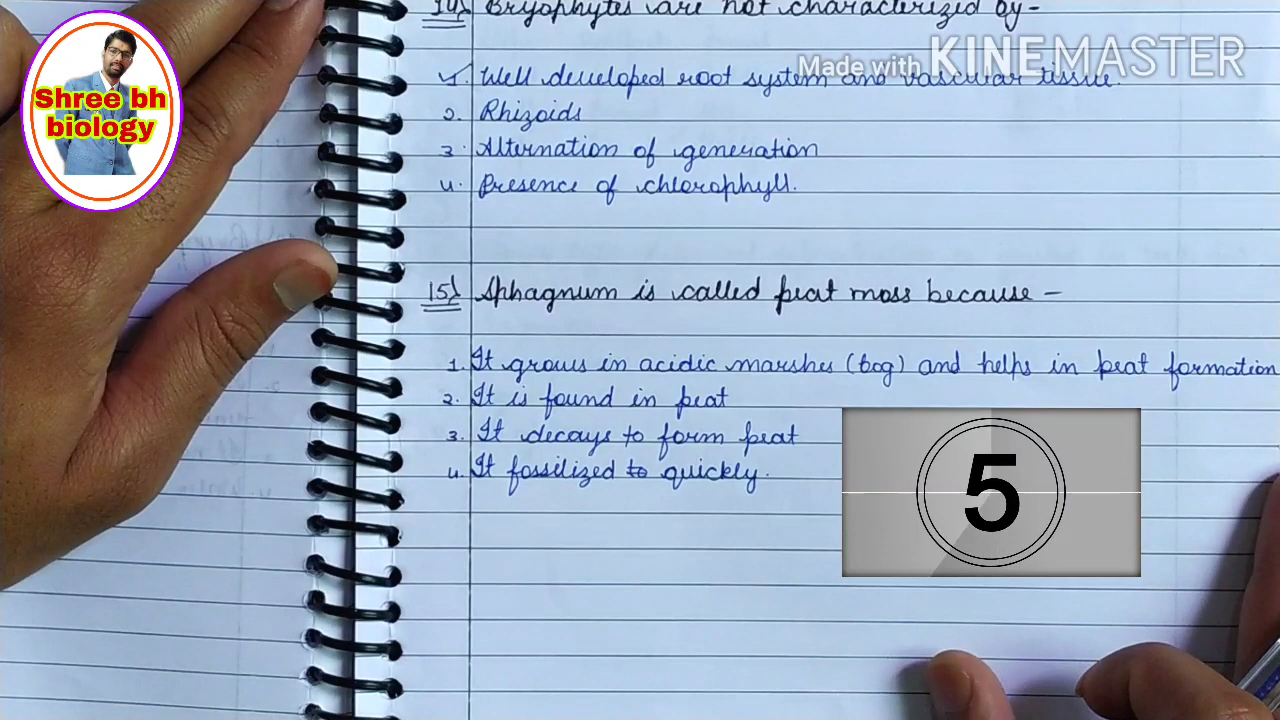 14} Bryophytes are not characterized by-
Made with KINEMASTER
1. Well developed root system and vascular tissue.
2. Rhizoids
3. Alternation of generation
4. Presence of chlorophyll.
Shree bh
biology
15} Sphagnum is called peat moss because -
1. It grows in acidic marshes (bog) and helps in peat formation
2. It is found in peat
3. It decays to form peat
4. It fossilized to quickly.
5